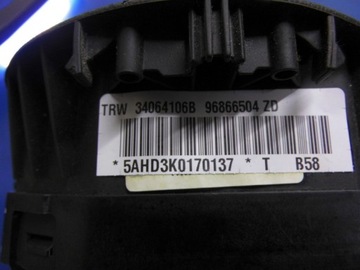 TRW 34064106B 96866504 ZD
*5AHD3K0170137* T B58